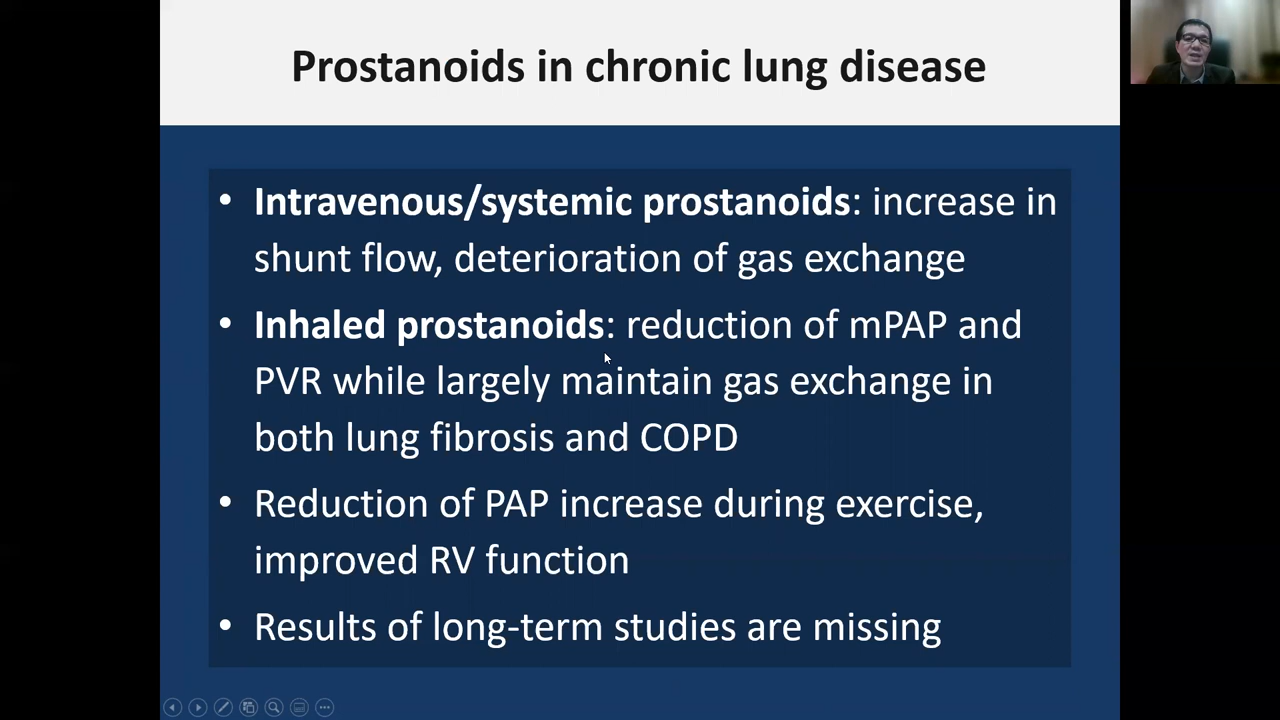 Prostanoids in chronic lung disease
• Intravenous/systemic prostanoids: increase in
shunt flow, deterioration of gas exchange
• Inhaled prostanoids: reduction of mPAP and
PVR while largely maintain gas exchange in
both lung fibrosis and COPD
• Reduction of PAP increase during exercise,
improved RV function
• Results of long-term studies are missing